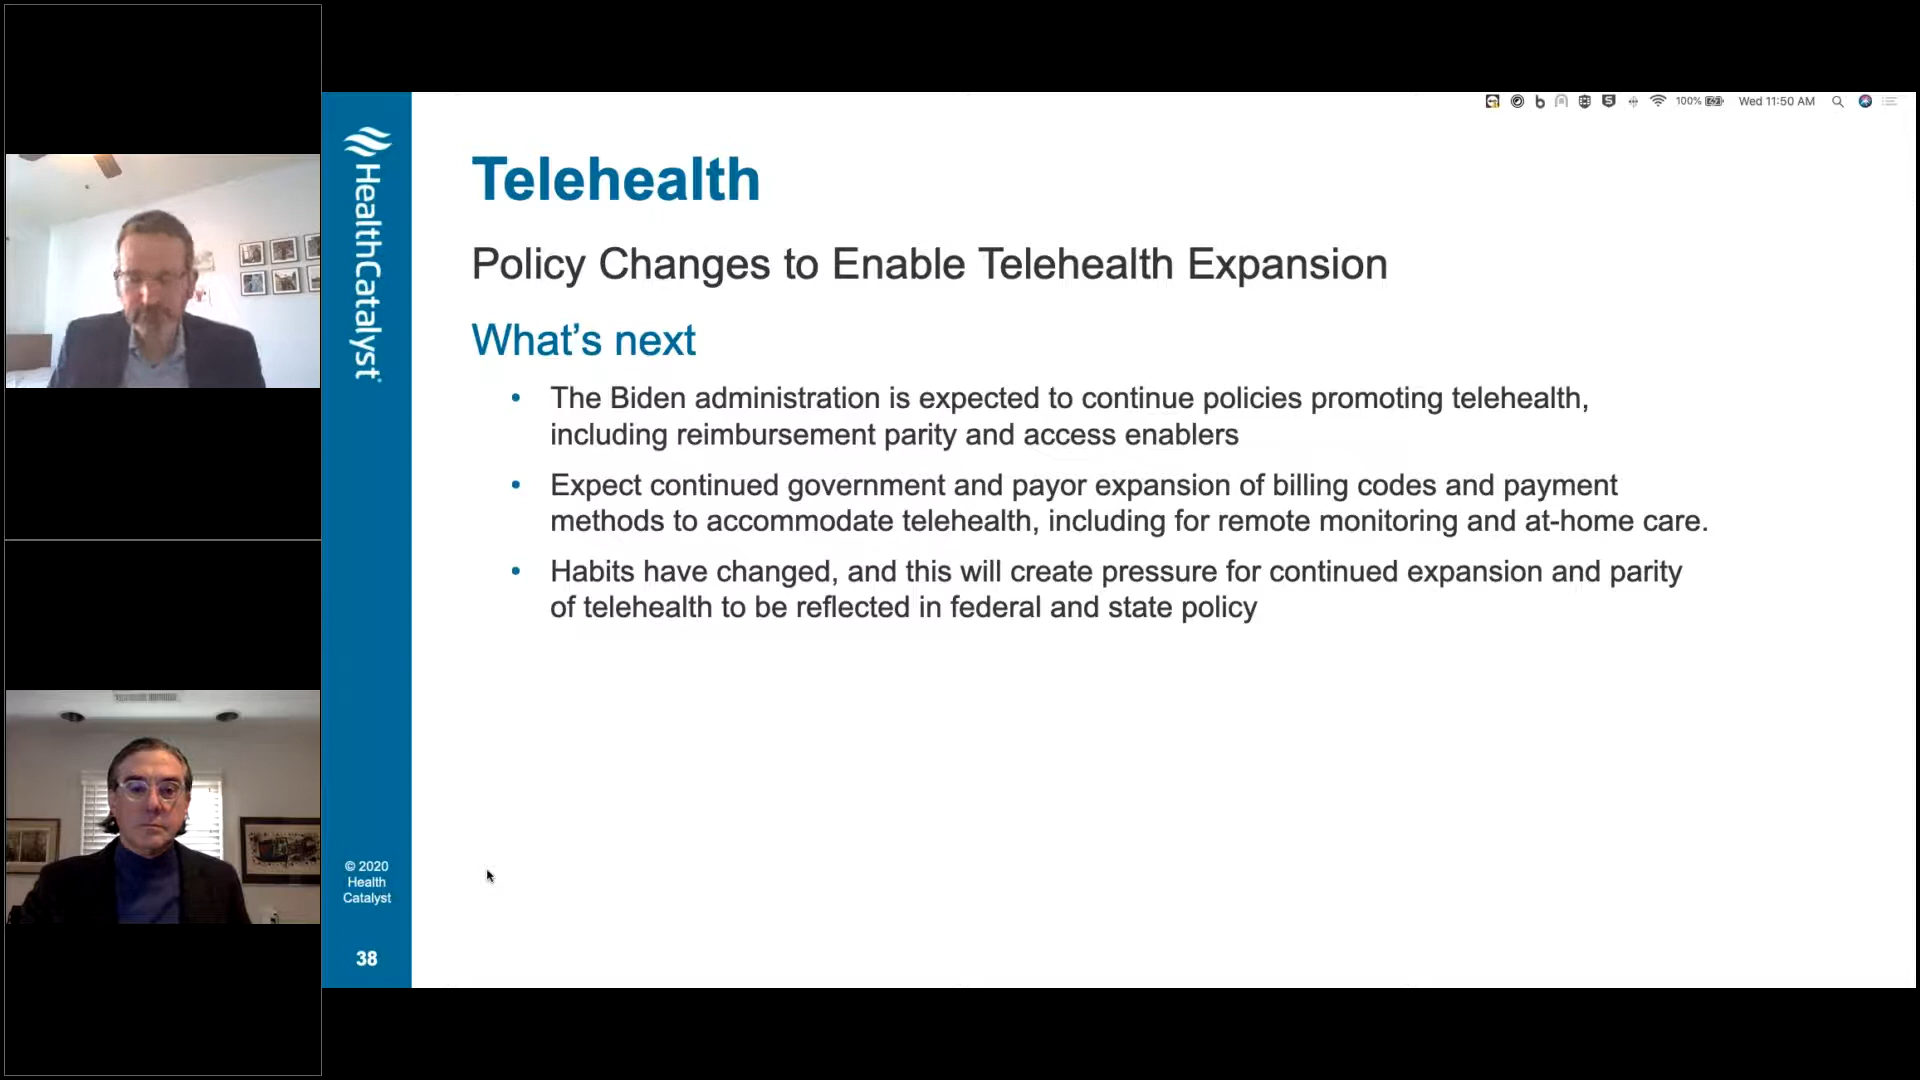 100% Wed 11:50 AM
HealthCatalyst
Telehealth
Policy Changes to Enable Telehealth Expansion
What’s next
• The Biden administration is expected to continue policies promoting telehealth,
including reimbursement parity and access enablers
• Expect continued government and payor expansion of billing codes and payment
methods to accommodate telehealth, including for remote monitoring and at-home care.
• Habits have changed, and this will create pressure for continued expansion and parity
of telehealth to be reflected in federal and state policy
© 2020
Health
Catalyst
38